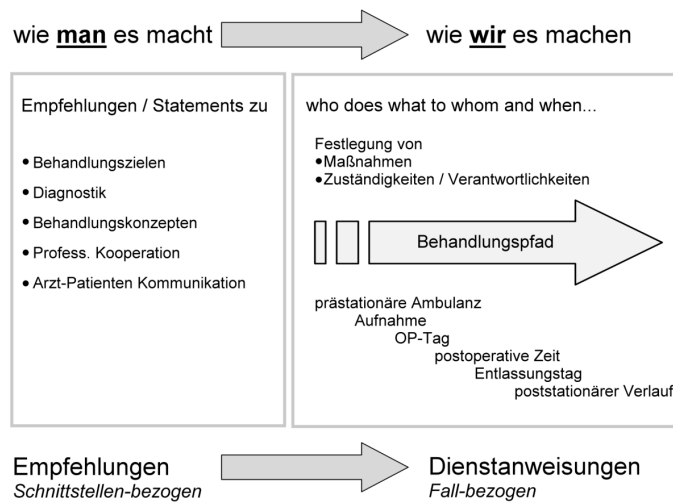 wie man es macht
wie wir es machen
Empfehlungen / Statements zu
• Behandlungszielen
• Diagnostik
• Behandlungskonzepten
• Profess. Kooperation
• Arzt-Patienten Kommunikation
who does what to whom and when...
Festlegung von
•Maßnahmen
•Zuständigkeiten / Verantwortlichkeiten
Behandlungspfad
prästationäre Ambulanz
Aufnahme
OP-Tag
postoperative Zeit
Entlassungstag
poststationärer Verlauf
Empfehlungen
Schnittstellen-bezogen
Dienstanweisungen
Fall-bezogen